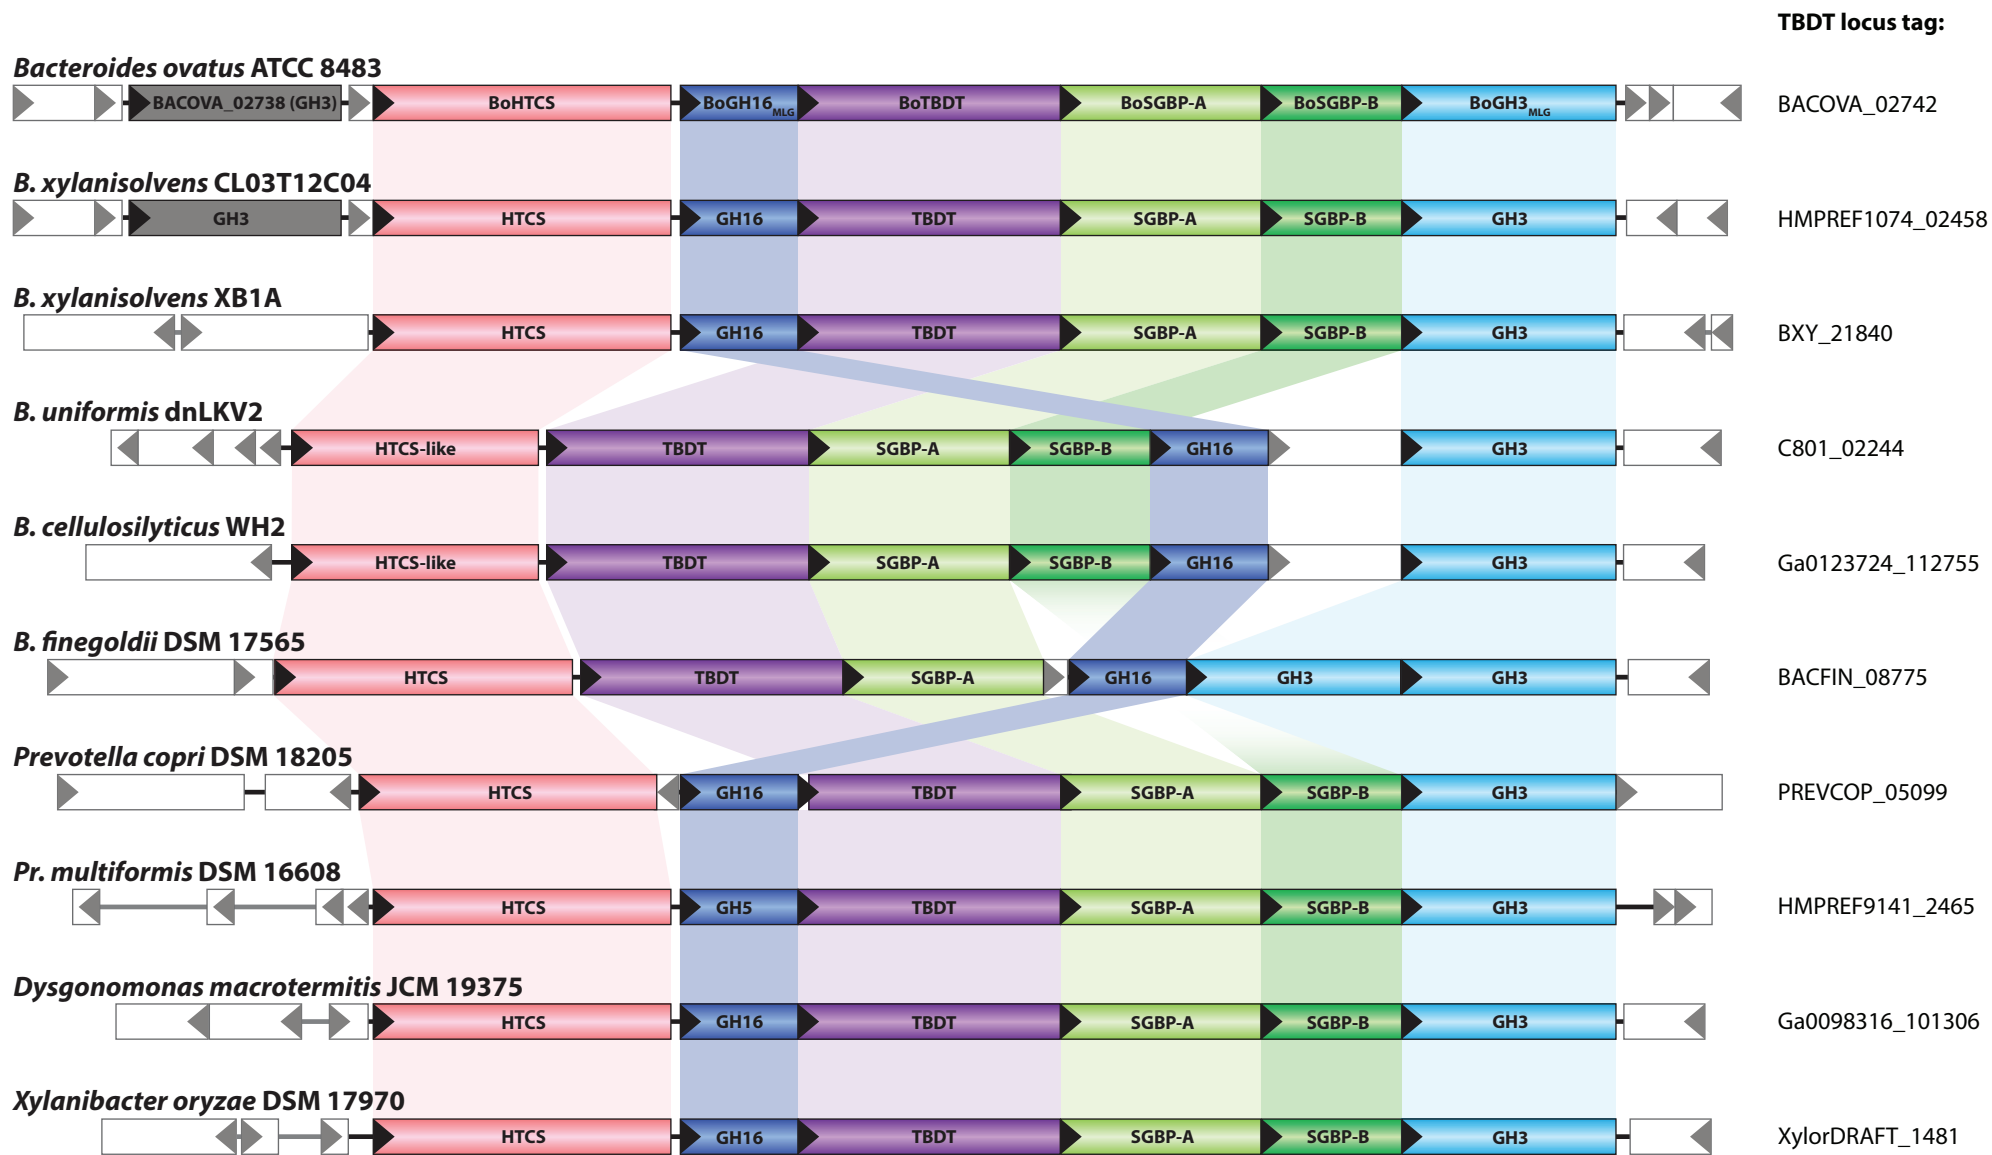 TBDT locus tag:
Bacteroides ovatus ATCC 8483
BACOVA_02738 (GH3) BoHTCS BoGH16MLG BoTBDT BoSGBP-A BoSGBP-B BoGH3MLG BACOVA_02742
B. xylanisolvens CL03T12C04
GH3 HTCS GH16 TBDT SGBP-A SGBP-B GH3 HMPREF1074_02458
B. xylanisolvens XB1A
HTCS GH16 TBDT SGBP-A SGBP-B GH3 BXY_21840
B. uniformis dnLKV2
HTCS-like TBDT SGBP-A SGBP-B GH16 GH3 C801_02244
B. cellulosilyticus WH2
HTCS-like TBDT SGBP-A SGBP-B GH16 GH3 Ga0123724_112755
B. finegoldii DSM 17565
HTCS TBDT SGBP-A GH16 GH3 GH3 BACFIN_08775
Prevotella copri DSM 18205
HTCS GH16 TBDT SGBP-A SGBP-B GH3 PREVCOP_05099
Pr. multiformis DSM 16608
HTCS GH5 TBDT SGBP-A SGBP-B GH3 HMPREF9141_2465
Dysgonomonas macrotermitis JCM 19375
HTCS GH16 TBDT SGBP-A SGBP-B GH3 Ga0098316_101306
Xylanibacter oryzae DSM 17970
HTCS GH16 TBDT SGBP-A SGBP-B GH3 XylorDRAFT_1481